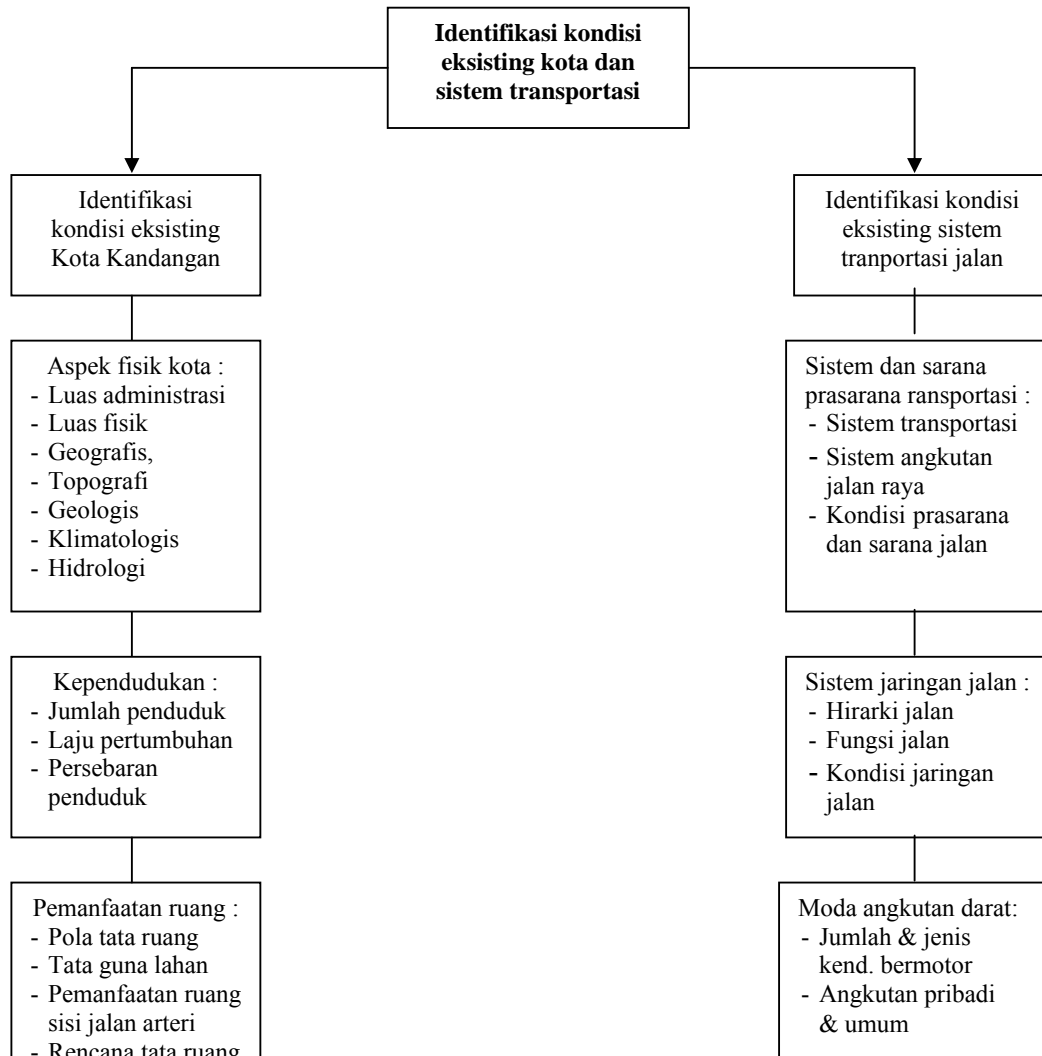 Identifikasi kondisi
eksisting kota dan
sistem transportasi
Identifikasi
kondisi eksisting
Kota Kandangan
Aspek fisik kota :
- Luas administrasi
- Luas fisik
- Geografis,
- Topografi
- Geologis
- Klimatologis
- Hidrologi
Kependudukan :
- Jumlah penduduk
- Laju pertumbuhan
- Persebaran
penduduk
Pemanfaatan ruang :
- Pola tata ruang
- Tata guna lahan
- Pemanfaatan ruang
sisi jalan arteri
- Rencana tata ruang
Identifikasi kondisi
eksisting sistem
tranportasi jalan
Sistem dan sarana
prasarana ransportasi :
- Sistem transportasi
- Sistem angkutan
jalan raya
- Kondisi prasarana
dan sarana jalan
Sistem jaringan jalan :
- Hirarki jalan
- Fungsi jalan
- Kondisi jaringan
jalan
Moda angkutan darat:
- Jumlah & jenis
kend. bermotor
- Angkutan pribadi
& umum